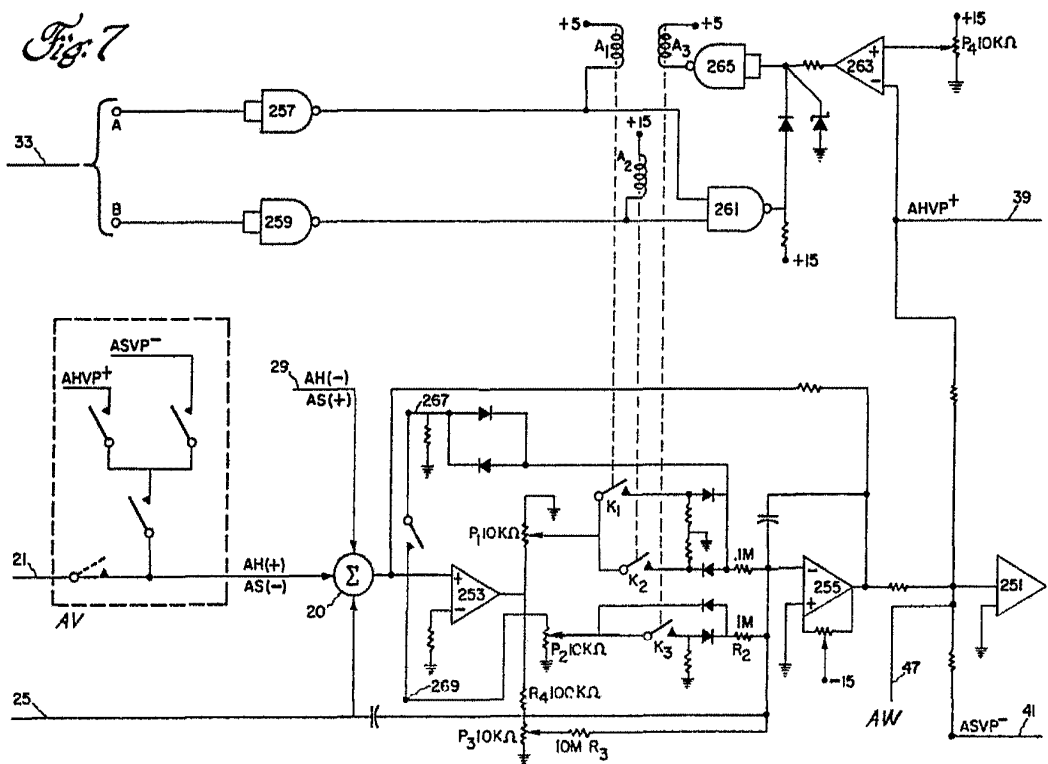 Fig. 7
+5
A1
A3
+5
265
263
+15
P4 10KΩ
33
A
257
+15
A2
B
259
261
AHVP+
39
+15
ASVP-
AHVP+
29
AH(-)
AS(+)
267
K1
P1 10KΩ
21
AH(+)
AS(-)
Σ
20
253
K2
.1M
255
251
AV
P2 10KΩ
K3
1M
R2
-15
47
269
25
R4 100KΩ
AW
ASVP-
41
P3 10KΩ
10M R3